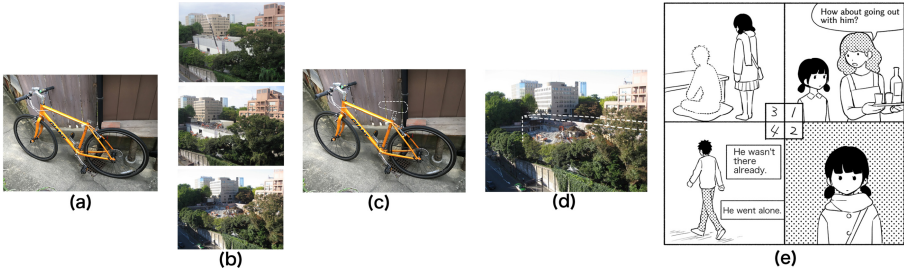 How about going out
with him?
3 1
4 2
He wasn't
there
already.
He went alone.
(a)
(b)
(c)
(d)
(e)